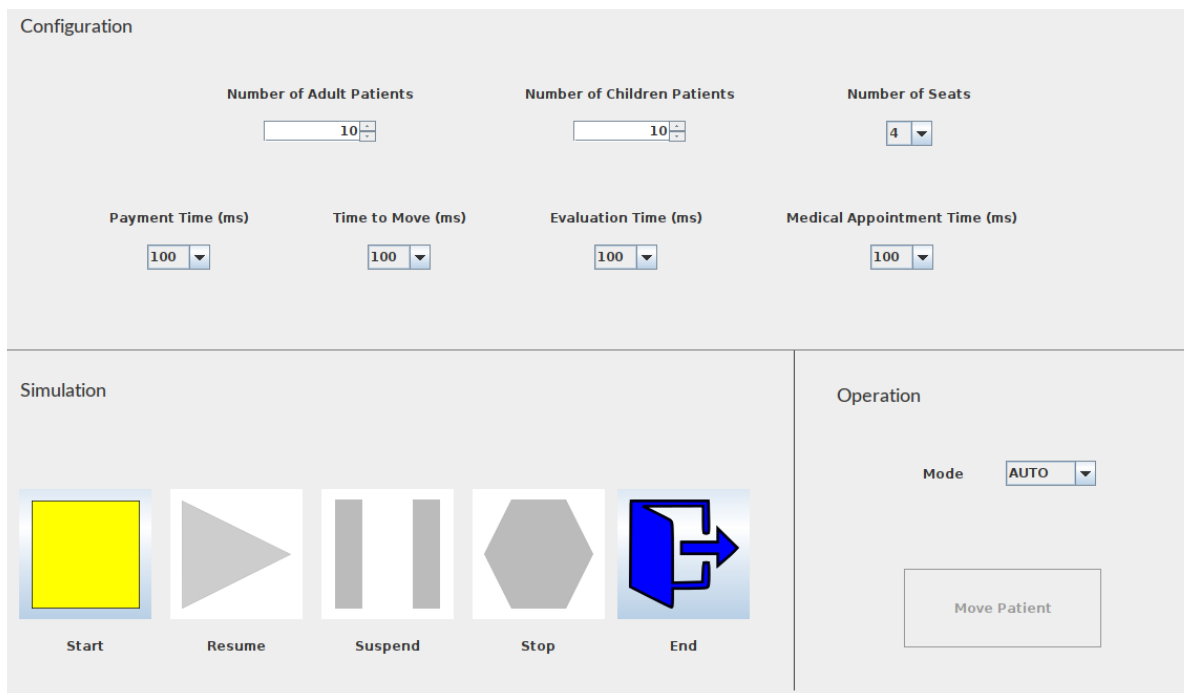 Configuration
Number of Adult Patients
Number of Children Patients
Number of Seats
10
10
4
Payment Time (ms)
Time to Move (ms)
Evaluation Time (ms)
Medical Appointment Time (ms)
100
100
100
100
Simulation
Operation
Mode
AUTO
Move Patient
Start
Resume
Suspend
Stop
End